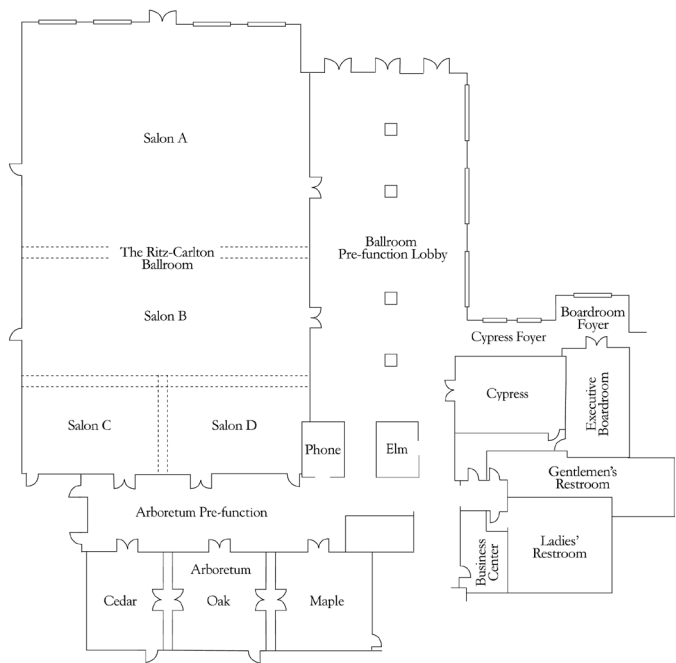 Salon A
The Ritz-Carlton
Ballroom
Ballroom
Pre-function Lobby
Salon B
Boardroom
Foyer
Cypress Foyer
Cypress
Executive
Boardroom
Salon C
Salon D
Phone
Elm
Gentlemen's
Restroom
Arboretum Pre-function
Ladies'
Restroom
Business
Center
Arboretum
Cedar
Oak
Maple